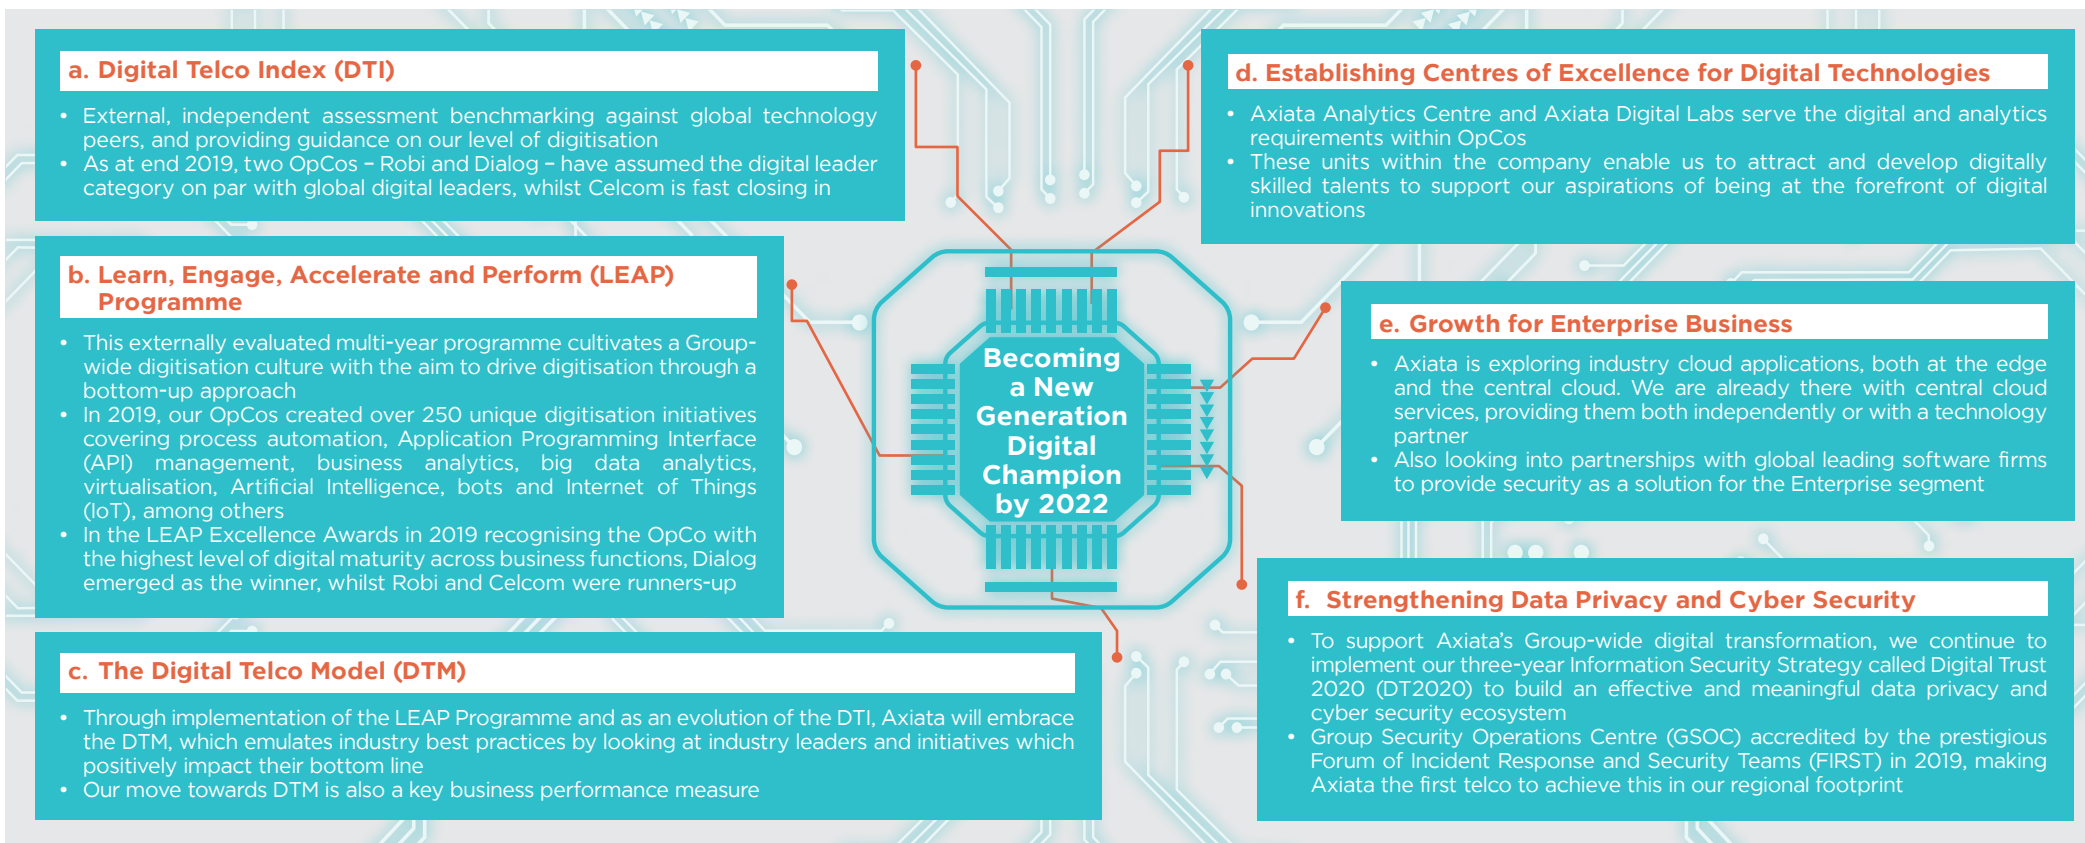 a. Digital Telco Index (DTI)
• External, independent assessment benchmarking against global technology
peers, and providing guidance on our level of digitisation
• As at end 2019, two OpCos – Robi and Dialog – have assumed the digital leader
category on par with global digital leaders, whilst Celcom is fast closing in
b. Learn, Engage, Accelerate and Perform (LEAP)
Programme
• This externally evaluated multi-year programme cultivates a Group-
wide digitisation culture with the aim to drive digitisation through a
bottom-up approach
• In 2019, our OpCos created over 250 unique digitisation initiatives
covering process automation, Application Programming Interface
(API) management, business analytics, big data analytics,
virtualisation, Artificial Intelligence, bots and Internet of Things
(IoT), among others
• In the LEAP Excellence Awards in 2019 recognising the OpCo with
the highest level of digital maturity across business functions, Dialog
emerged as the winner, whilst Robi and Celcom were runners-up
c. The Digital Telco Model (DTM)
• Through implementation of the LEAP Programme and as an evolution of the DTI, Axiata will embrace
the DTM, which emulates industry best practices by looking at industry leaders and initiatives which
positively impact their bottom line
• Our move towards DTM is also a key business performance measure
Becoming
a New
Generation
Digital
Champion
by 2022
d. Establishing Centres of Excellence for Digital Technologies
• Axiata Analytics Centre and Axiata Digital Labs serve the digital and analytics
requirements within OpCos
• These units within the company enable us to attract and develop digitally
skilled talents to support our aspirations of being at the forefront of digital
innovations
e. Growth for Enterprise Business
• Axiata is exploring industry cloud applications, both at the edge
and the central cloud. We are already there with central cloud
services, providing them both independently or with a technology
partner
• Also looking into partnerships with global leading software firms
to provide security as a solution for the Enterprise segment
f. Strengthening Data Privacy and Cyber Security
• To support Axiata's Group-wide digital transformation, we continue to
implement our three-year Information Security Strategy called Digital Trust
2020 (DT2020) to build an effective and meaningful data privacy and
cyber security ecosystem
• Group Security Operations Centre (GSOC) accredited by the prestigious
Forum of Incident Response and Security Teams (FIRST) in 2019, making
Axiata the first telco to achieve this in our regional footprint